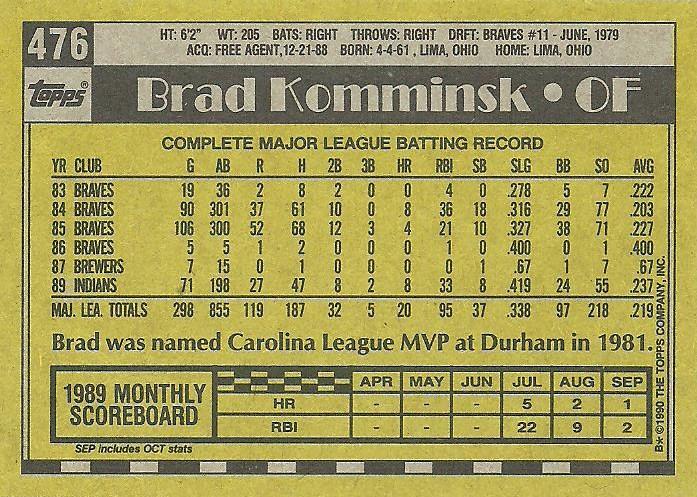 476
HT: 6'2" WT: 205 BATS: RIGHT THROWS: RIGHT DRFT: BRAVES #11 - JUNE, 1979
ACQ: FREE AGENT,12-21-88 BORN: 4-4-61 , LIMA, OHIO HOME: LIMA, OHIO
TOPPS® Brad Komminsk • OF
COMPLETE MAJOR LEAGUE BATTING RECORD
YR CLUB G AB R H 2B 3B HR RBI SB SLG BB SO AVG
83 BRAVES 19 36 2 8 2 0 0 4 0 .278 5 7 .222
84 BRAVES 90 301 37 61 10 0 8 36 18 .316 29 77 .203
85 BRAVES 106 300 52 68 12 3 4 21 10 .327 38 71 .227
86 BRAVES 5 5 1 2 0 0 0 1 0 .400 0 1 .400
87 BREWERS 7 15 0 1 0 0 0 0 1 .67 1 7 .67
89 INDIANS 71 198 27 47 8 2 8 33 8 .419 24 55 .237
MAJ. LEA. TOTALS 298 855 119 187 32 5 20 95 37 .338 97 218 .219
Brad was named Carolina League MVP at Durham in 1981.
1989 MONTHLY SCOREBOARD
APR MAY JUN JUL AUG SEP
HR - - - 5 2 1
RBI - - - 22 9 2
SEP includes OCT stats
B* ©1990 THE TOPPS COMPANY, INC.